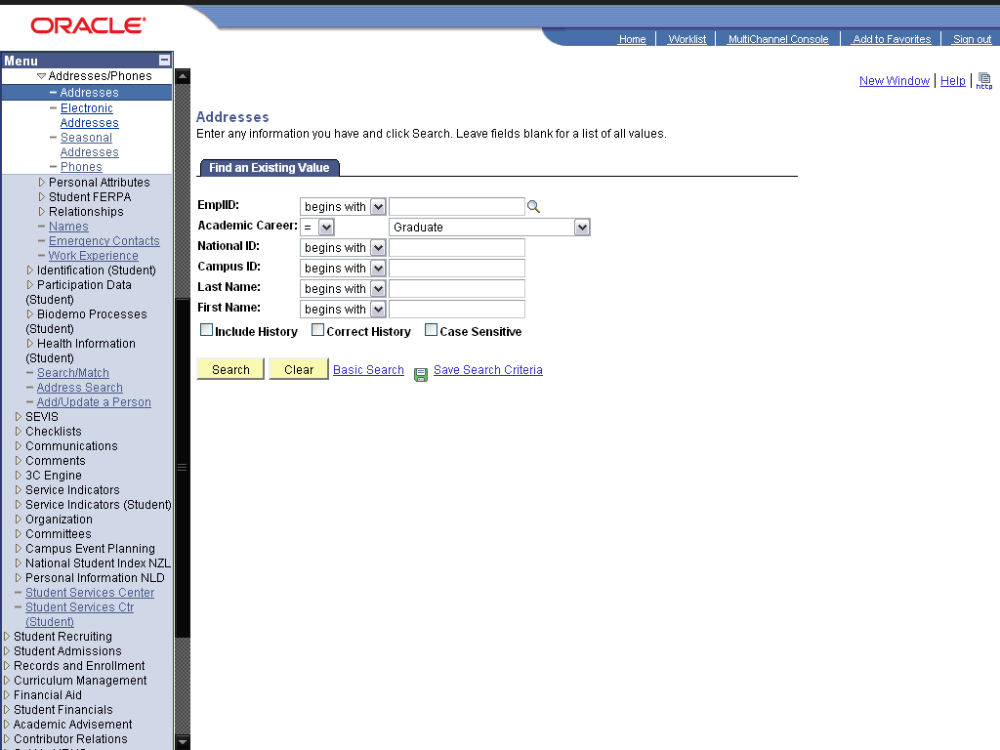 ORACLE
Home Worklist MultiChannel Console Add to Favorites Sign out
Menu
Addresses/Phones
Addresses
Electronic
Addresses
Seasonal
Addresses
Phones
Personal Attributes
Student FERPA
Relationships
Names
Emergency Contacts
Work Experience
Identification (Student)
Participation Data
(Student)
Biodemo Processes
(Student)
Health Information
(Student)
Search/Match
Address Search
Add/Update a Person
SEVIS
Checklists
Communications
Comments
3C Engine
Service Indicators
Service Indicators (Student)
Organization
Committees
Campus Event Planning
National Student Index NZL
Personal Information NLD
Student Services Center
Student Services Ctr
(Student)
Student Recruiting
Student Admissions
Records and Enrollment
Curriculum Management
Financial Aid
Student Financials
Academic Advisement
Contributor Relations
New Window Help http
Addresses
Enter any information you have and click Search. Leave fields blank for a list of all values.
Find an Existing Value
EmplID: begins with
Academic Career: = Graduate
National ID: begins with
Campus ID: begins with
Last Name: begins with
First Name: begins with
Include History Correct History Case Sensitive
Search Clear Basic Search Save Search Criteria